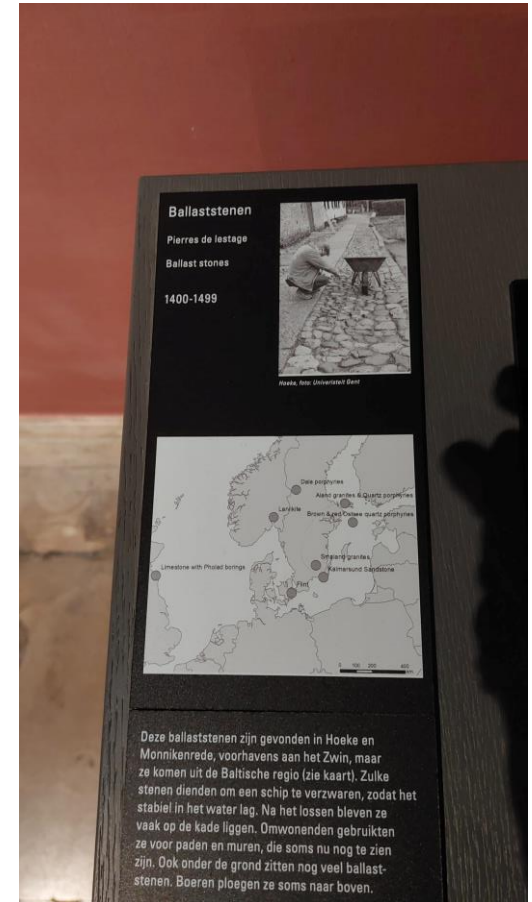 Ballaststenen
Pierres de lestage
Ballast stones
1400-1499
Hoeke, foto: Universiteit Gent
Dala porphyries
Åland granites & Quartz porphyries
Larvikite
Brown & red Ostsee quartz porphyries
Limestone with Pholad borings
Småland granites
Kalmarsund Sandstone
Flint
0 100 200 400
Deze ballaststenen zijn gevonden in Hoeke en
Monnikenrede, voorhavens aan het Zwin, maar
ze komen uit de Baltische regio (zie kaart). Zulke
stenen dienden om een schip te verzwaren, zodat het
stabiel in het water lag. Na het lossen bleven ze
vaak op de kade liggen. Omwonenden gebruikten
ze voor paden en muren, die soms nu nog te zien
zijn. Ook onder de grond zitten nog veel ballast-
stenen. Boeren ploegen ze soms naar boven.